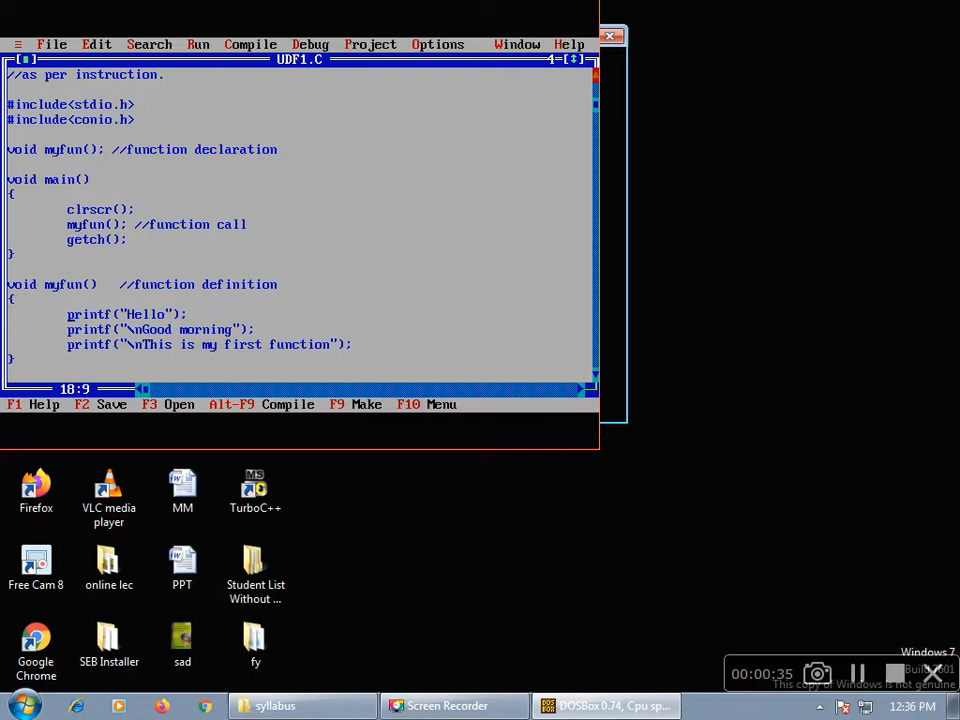 ≡ File Edit Search Run Compile Debug Project Options Window Help
UDF1.C 4
//as per instruction.
#include<stdio.h>
#include<conio.h>
void myfun(); //function declaration
void main()
{
clrscr();
myfun(); //function call
getch();
}
void myfun() //function definition
{
printf("Hello");
printf("\nGood morning");
printf("\nThis is my first function");
}
18:9
F1 Help F2 Save F3 Open Alt-F9 Compile F9 Make F10 Menu
Firefox
VLC media
player
MM
TurboC++
Free Cam 8
online lec
PPT
Student List
Without ...
Google
Chrome
SEB Installer
sad
fy
Windows 7
00:00:35
This copy of Windows is not genuine
syllabus
Screen Recorder
DOSBox 0.74, Cpu sp...
12:36 PM